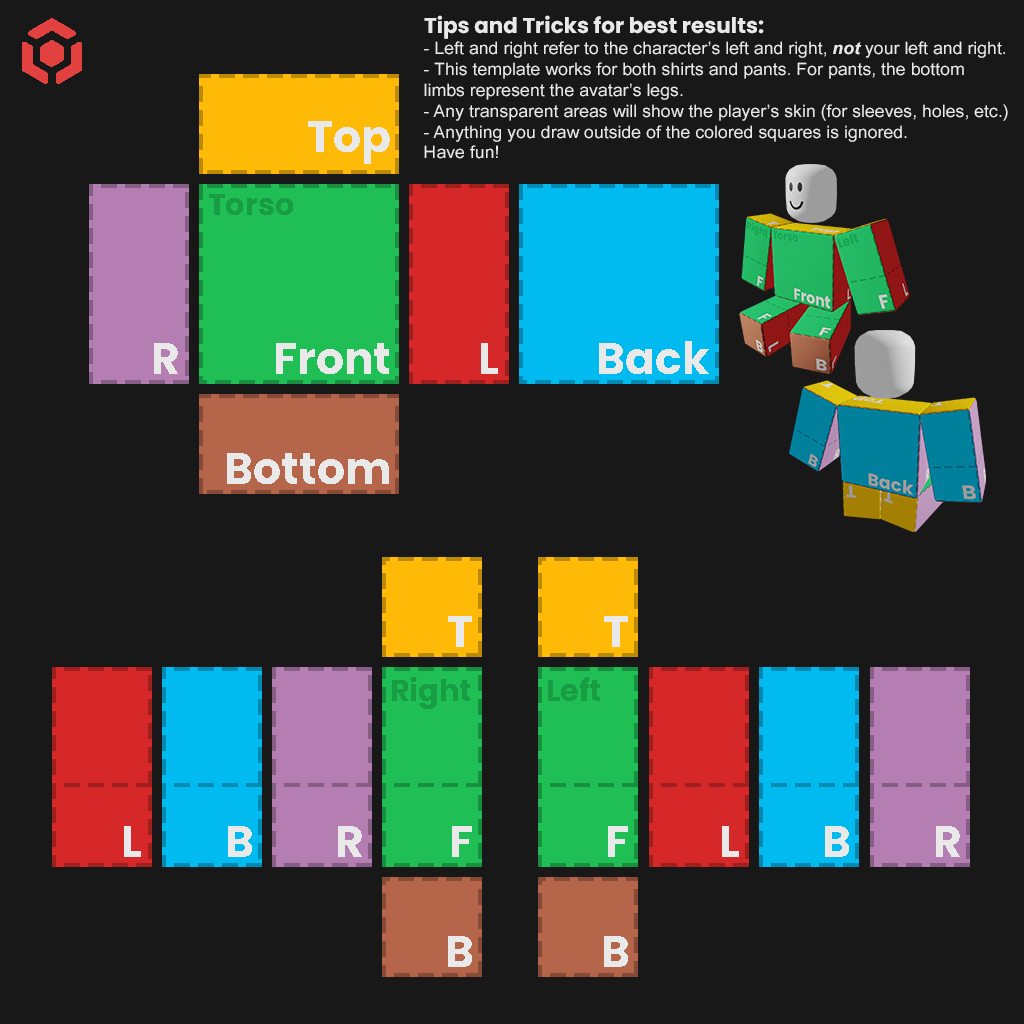 Tips and Tricks for best results:
- Left and right refer to the character's left and right, not your left and right.
- This template works for both shirts and pants. For pants, the bottom
limbs represent the avatar's legs.
- Any transparent areas will show the player's skin (for sleeves, holes, etc.)
- Anything you draw outside of the colored squares is ignored.
Have fun!
Top
Torso
R
Front
L
Back
Bottom
Right
Torso
Left
F
Front
L
F
L
F
F
B
L
B
B
Back
B
T
T
T
T
Right
Left
L
B
R
F
F
L
B
R
B
B